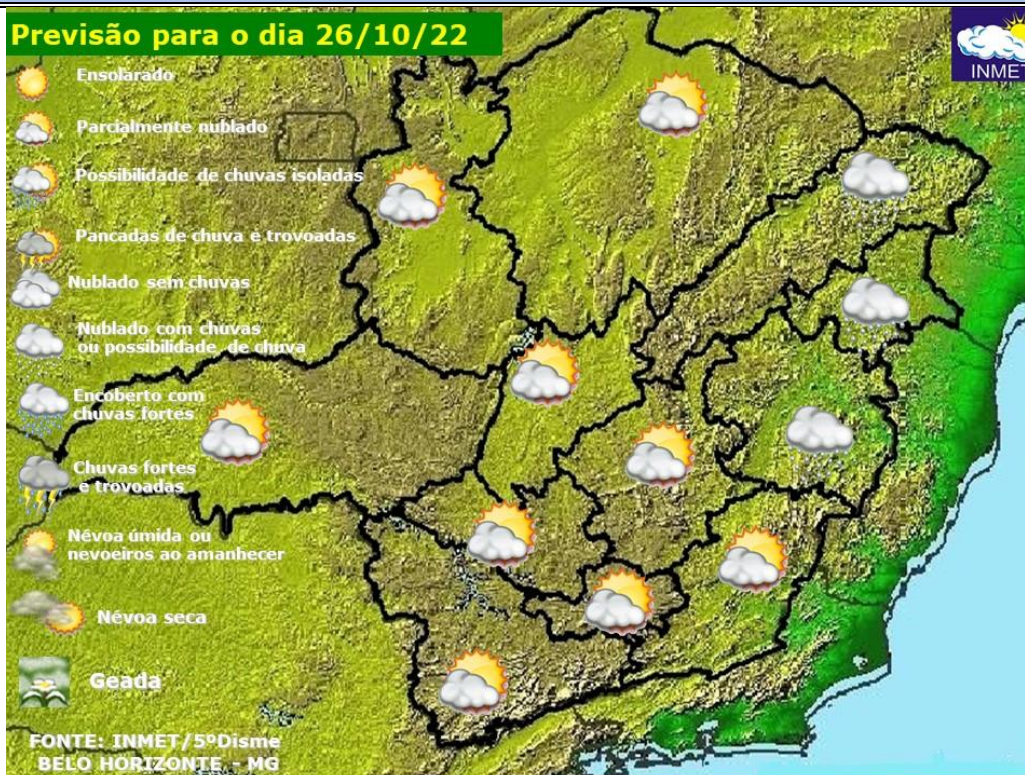 Previsão para o dia 26/10/22
INMET
Ensolarado
Parcialmente nublado
Possibilidade de chuvas isoladas
Pancadas de chuva e trovoadas
Nublado sem chuvas
Nublado com chuvas
ou possibilidade de chuva
Encoberto com
chuvas fortes
Chuvas fortes
e trovoadas
Névoa úmida ou
nevoeiros ao amanhecer
Névoa seca
Geada
FONTE: INMET/5ºDisme
BELO HORIZONTE - MG